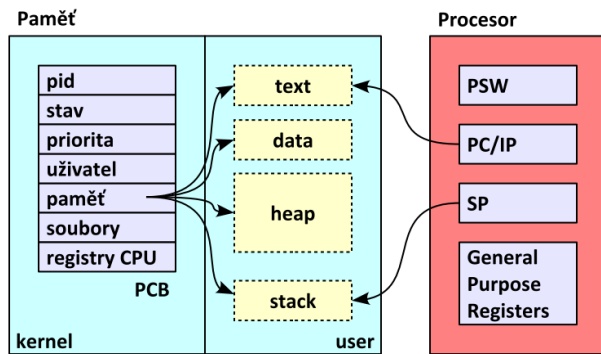 Paměť
pid
stav
priorita
uživatel
paměť
soubory
registry CPU
PCB
kernel
text
data
heap
stack
user
Procesor
PSW
PC/IP
SP
General
Purpose
Registers